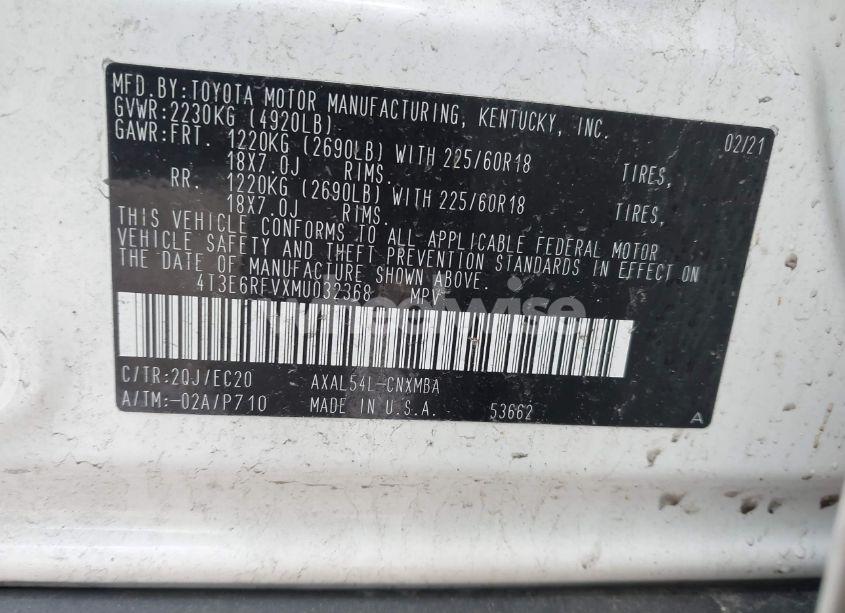 MFD.BY:TOYOTA MOTOR MANUFACTURING, KENTUCKY, INC.
GVWR:2230KG (4920LB) 02/21
GAWR:FRT. 1220KG (2690LB) WITH 225/60R18 TIRES,
18X7.0J RIMS.
RR. 1220KG (2690LB) WITH 225/60R18 TIRES,
18X7.0J RIMS.
THIS VEHICLE CONFORMS TO ALL APPLICABLE FEDERAL MOTOR
VEHICLE SAFETY AND THEFT PREVENTION STANDARDS IN EFFECT ON
THE DATE OF MANUFACTURE SHOWN ABOVE.
4T3E6RFVXMU032368 MPV
wheelwise
C/TR:2QJ/EC20 AXAL54L-CNXMBA
A/TM:-02A/P710 MADE IN U.S.A. 53662 A